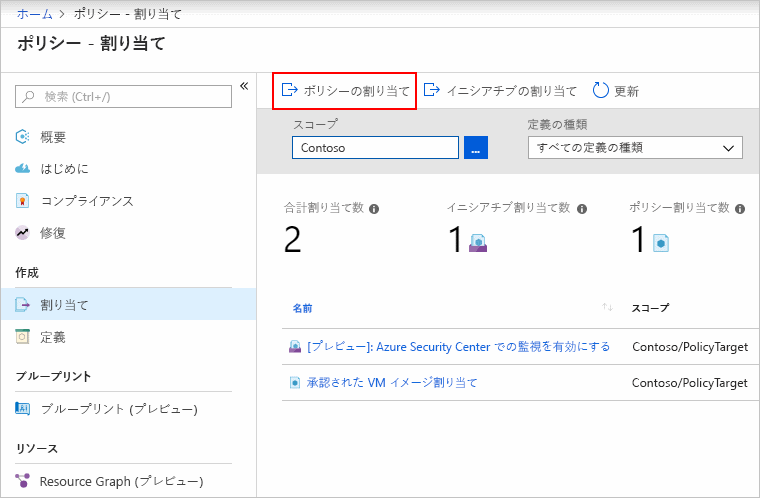 ホーム > ポリシー - 割り当て
ポリシー - 割り当て
検索 (Ctrl+/)
«
概要
はじめに
コンプライアンス
修復
作成
割り当て
定義
ブループリント
ブループリント (プレビュー)
リソース
Resource Graph (プレビュー)
ポリシーの割り当て イニシアチブの割り当て 更新
スコープ 定義の種類
Contoso ... すべての定義の種類
合計割り当て数 イニシアチブ割り当て数 ポリシー割り当て数
2 1 1
名前 ↑↓ スコープ
[プレビュー]: Azure Security Center での監視を有効にする Contoso/PolicyTarget
承認された VM イメージ割り当て Contoso/PolicyTarget